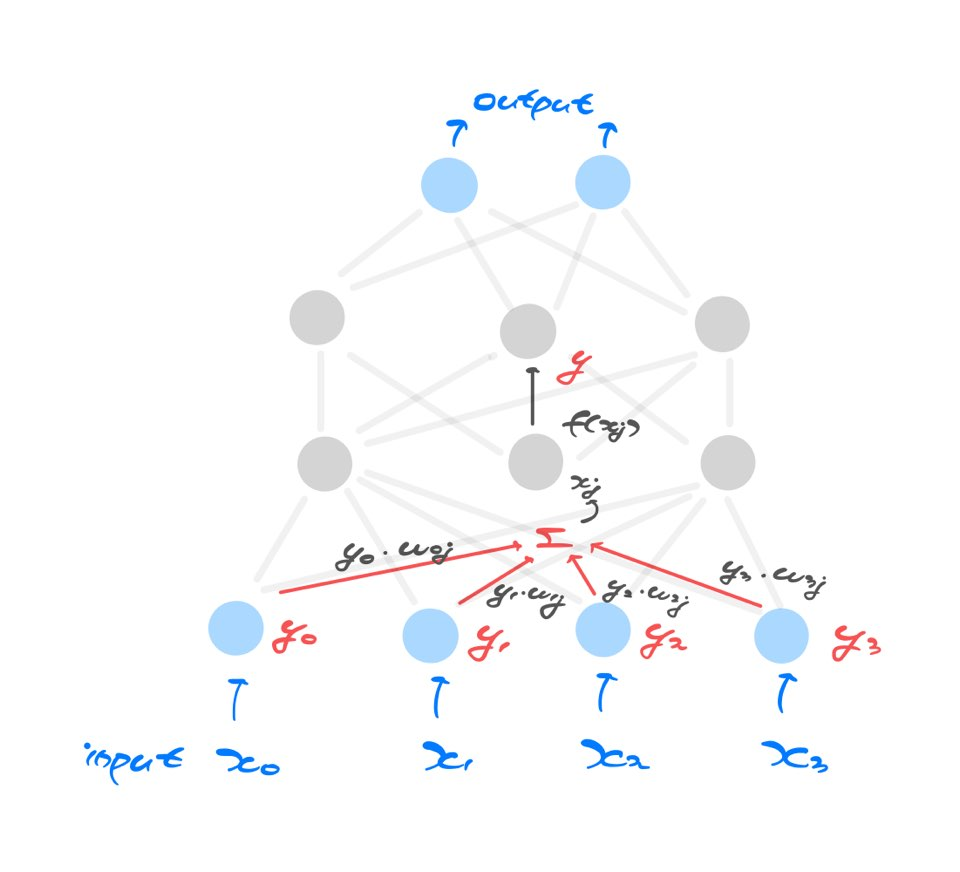 output
y
f(xj)
xj
Σ
y0 · w0j
y1 · w1j
y2 · w2j
y3 · w3j
y0 y1 y2 y3
input x0 x1 x2 x3